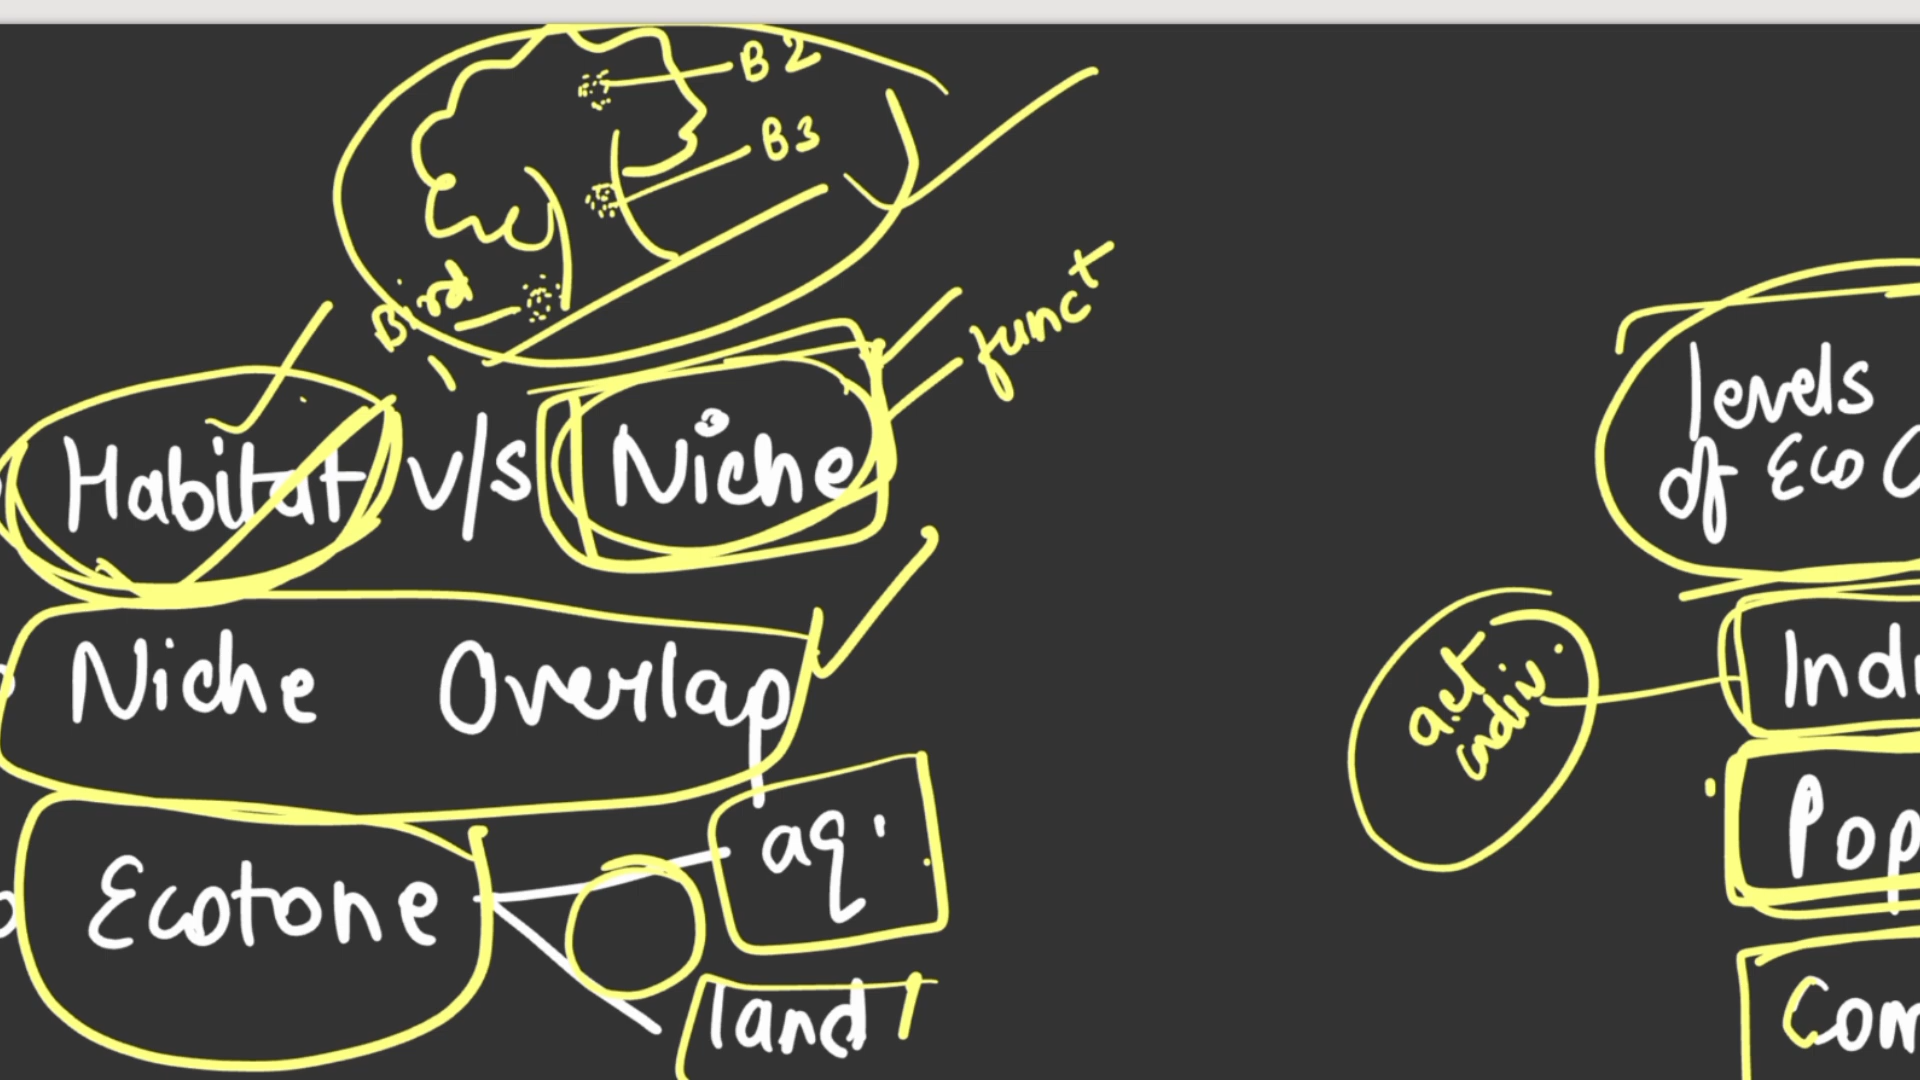 B2
B3
Bird
funct
Habitat v/s Niche
Niche Overlap
Ecotone
aq.
land
levels
of Eco O
act
indiv.
Indi
Pop
Com